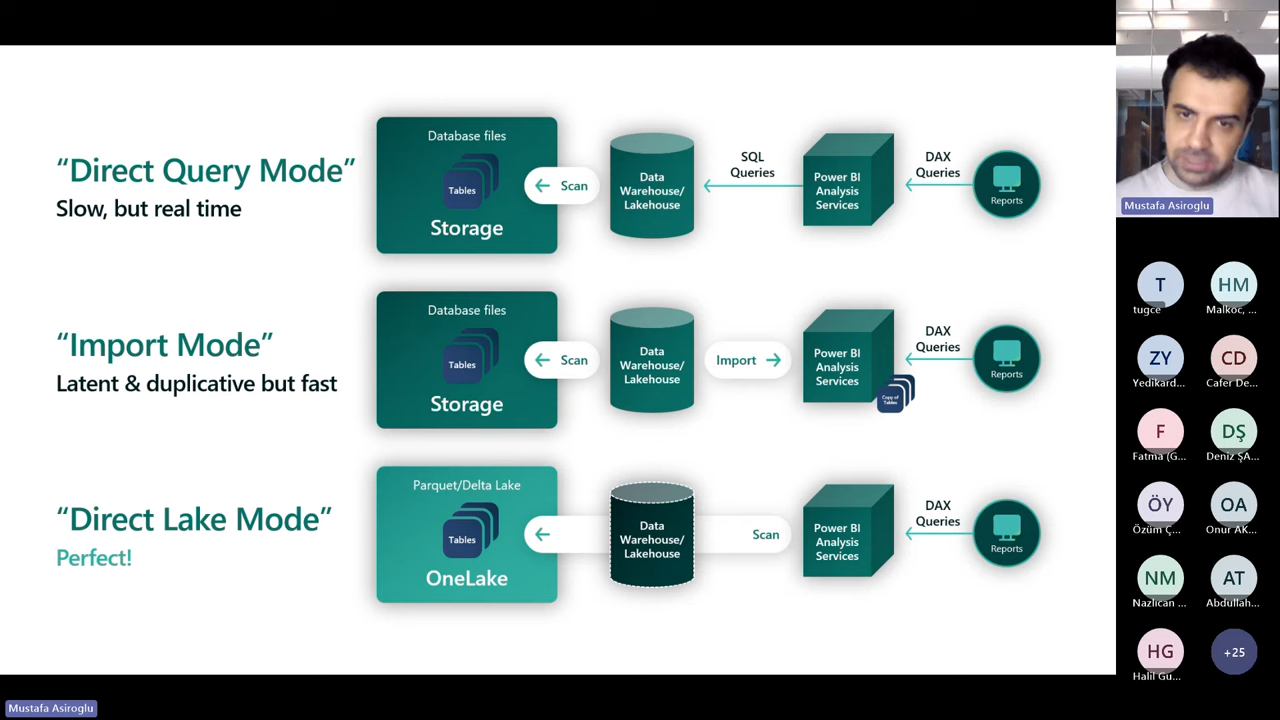 “Direct Query Mode”
Slow, but real time
Database files
Tables
Storage
Scan
Data
Warehouse/
Lakehouse
SQL
Queries
Power BI
Analysis
Services
DAX
Queries
Reports
“Import Mode”
Latent & duplicative but fast
Database files
Tables
Storage
Scan
Data
Warehouse/
Lakehouse
Import
Power BI
Analysis
Services
Copy of
Tables
DAX
Queries
Reports
“Direct Lake Mode”
Perfect!
Parquet/Delta Lake
Tables
OneLake
Data
Warehouse/
Lakehouse
Scan
Power BI
Analysis
Services
DAX
Queries
Reports
Mustafa Asiroglu
T
tugce
HM
Malkoç, ...
ZY
Yedikard...
CD
Cafer De...
F
Fatma (G...
DŞ
Deniz ŞA...
ÖY
Özüm Ç...
OA
Onur AK...
NM
Nazlıcan ...
AT
Abdullah...
HG
Halil Gu...
+25
Mustafa Asiroglu